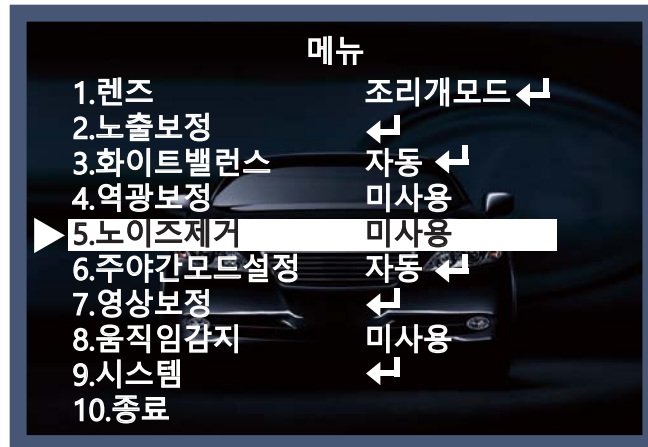 메뉴
1.렌즈 조리개모드 ↵
2.노출보정 ↵
3.화이트밸런스 자동 ↵
4.역광보정 미사용
5.노이즈제거 미사용
6.주야간모드설정 자동 ↵
7.영상보정 ↵
8.움직임감지 미사용
9.시스템 ↵
10.종료